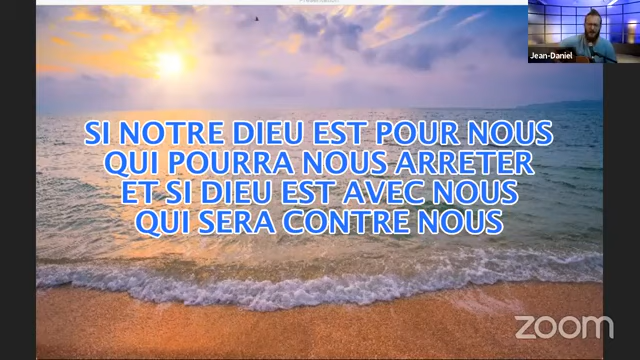 Jean-Daniel
SI NOTRE DIEU EST POUR NOUS
QUI POURRA NOUS ARRETER
ET SI DIEU EST AVEC NOUS
QUI SERA CONTRE NOUS
zoom